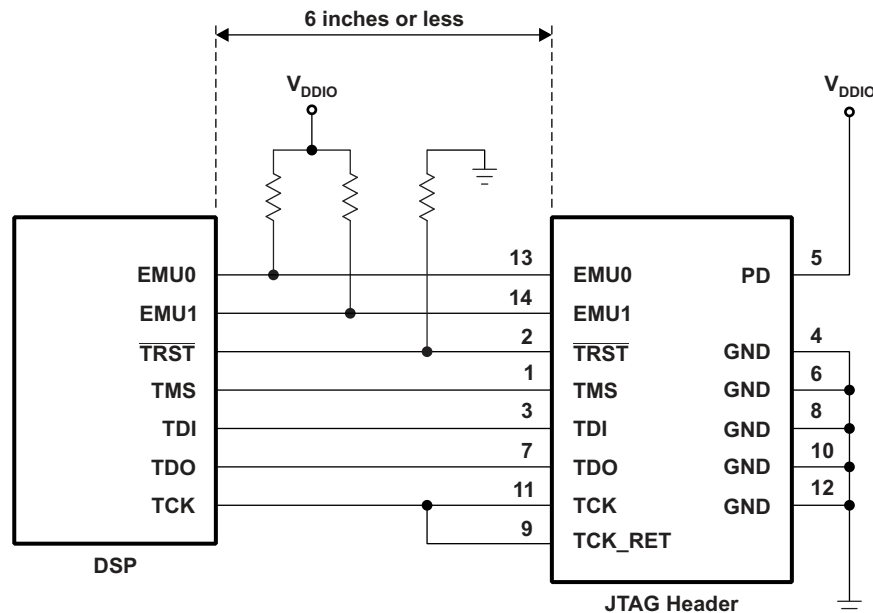 6 inches or less
VDDIO
VDDIO
13
5
EMU0
EMU0
PD
14
4
EMU1
EMU1
2
6
TRST
TRST
GND
1
8
TMS
TMS
GND
3
10
TDI
TDI
GND
7
12
TDO
TDO
GND
11
TCK
TCK
GND
9
TCK_RET
DSP
JTAG Header